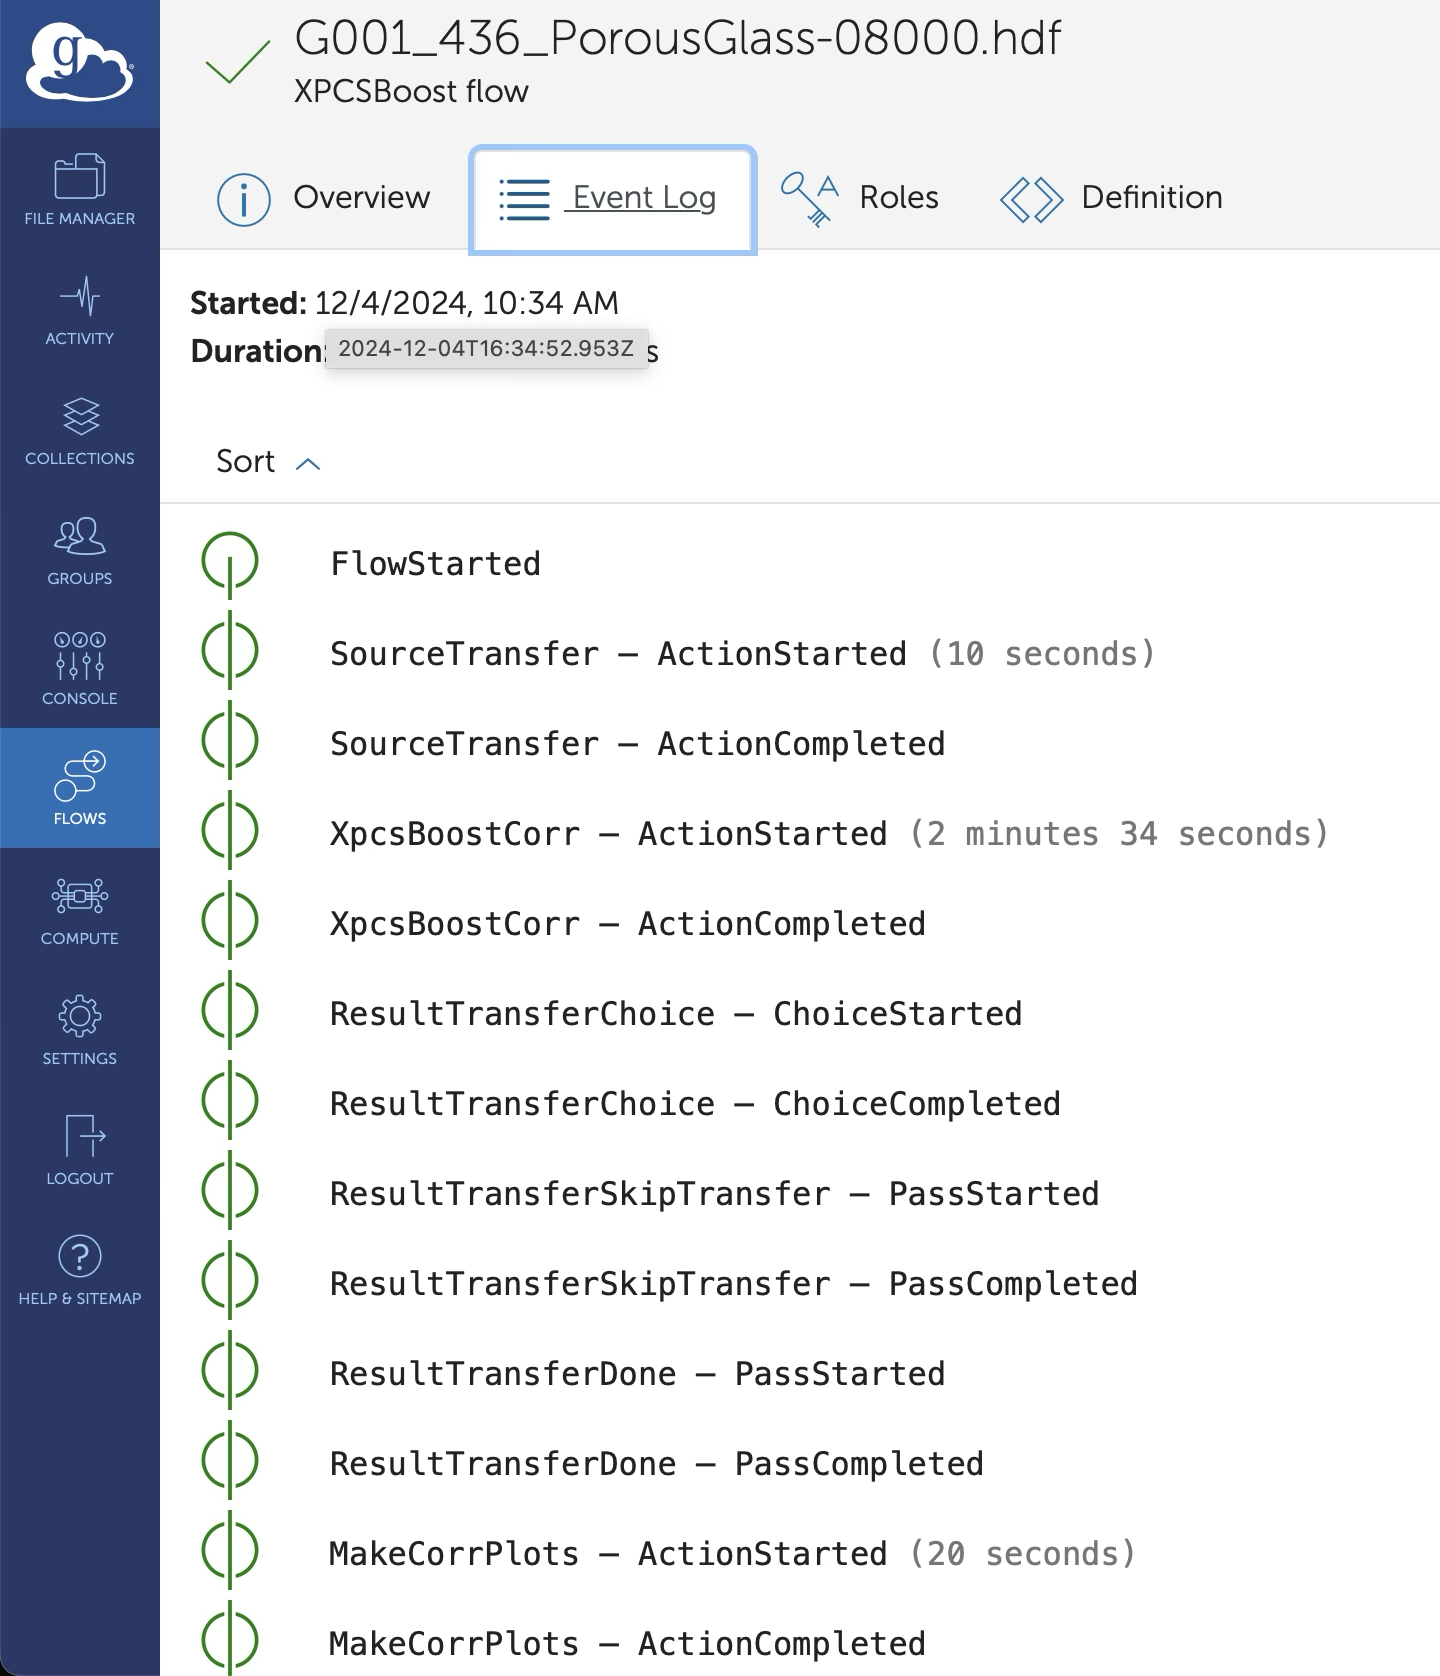 g
G001_436_PorousGlass-08000.hdf
XPCSBoost flow
Overview
Event Log
Roles
Definition
FILE MANAGER
ACTIVITY
COLLECTIONS
GROUPS
CONSOLE
FLOWS
COMPUTE
SETTINGS
LOGOUT
HELP & SITEMAP
Started: 12/4/2024, 10:34 AM
2024-12-04T16:34:52.953Z
Duration: s
Sort
FlowStarted
SourceTransfer – ActionStarted (10 seconds)
SourceTransfer – ActionCompleted
XpcsBoostCorr – ActionStarted (2 minutes 34 seconds)
XpcsBoostCorr – ActionCompleted
ResultTransferChoice – ChoiceStarted
ResultTransferChoice – ChoiceCompleted
ResultTransferSkipTransfer – PassStarted
ResultTransferSkipTransfer – PassCompleted
ResultTransferDone – PassStarted
ResultTransferDone – PassCompleted
MakeCorrPlots – ActionStarted (20 seconds)
MakeCorrPlots – ActionCompleted